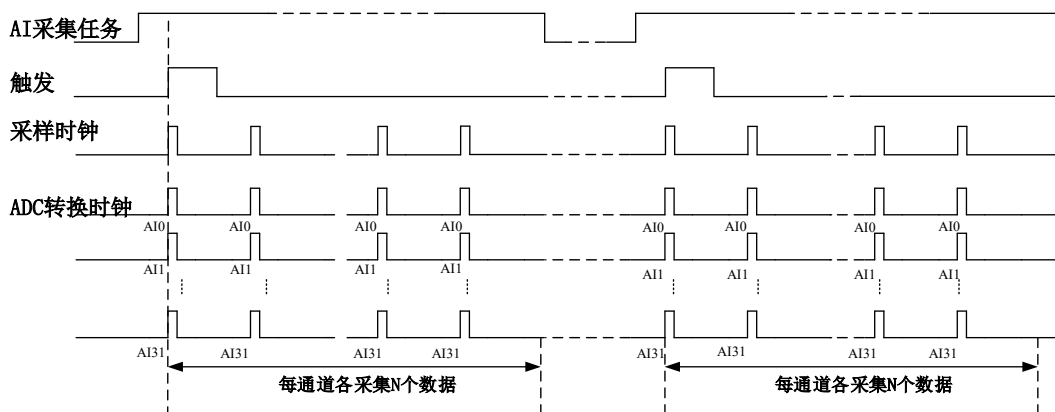 AI采集任务
触发
采样时钟
ADC转换时钟
AI0 AI0 AI0 AI0 AI0 AI0 AI0 AI0
AI1 AI1 AI1 AI1 AI1 AI1 AI1 AI1
AI31 AI31 AI31 AI31 AI31 AI31 AI31 AI31
每通道各采集N个数据 每通道各采集N个数据